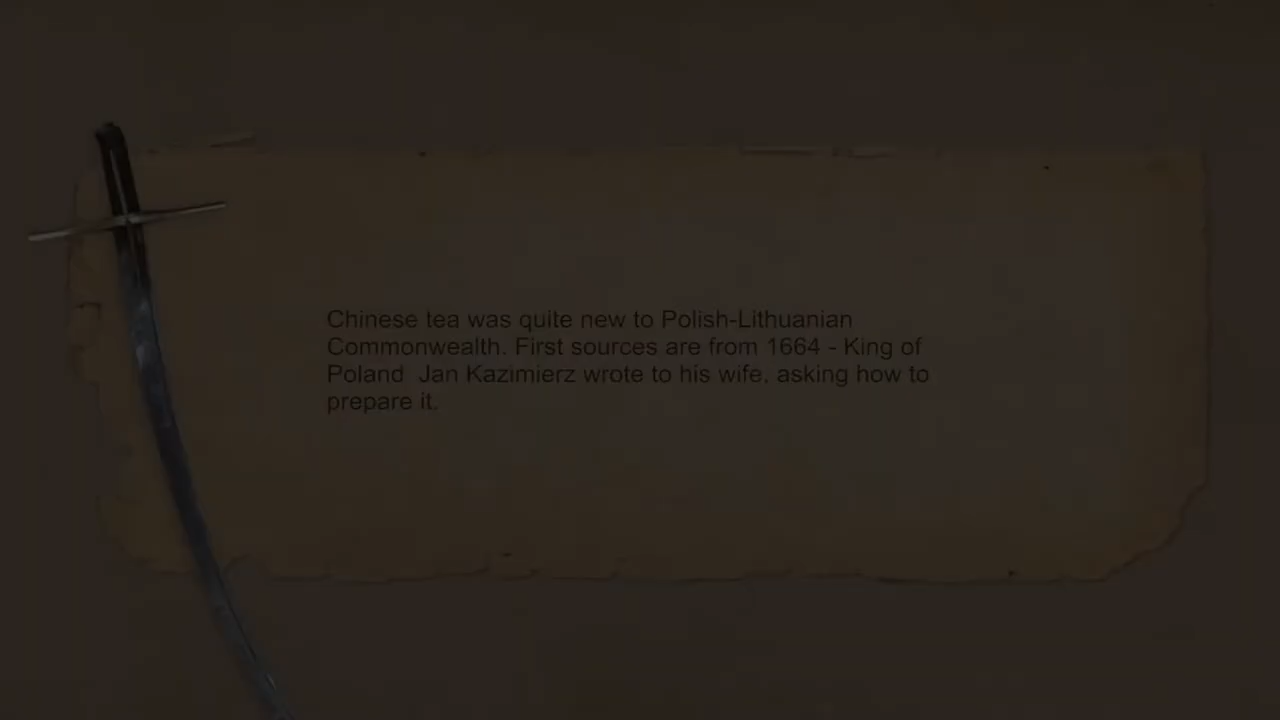 Chinese tea was quite new to Polish-Lithuanian
Commonwealth. First sources are from 1664 - King of
Poland Jan Kazimierz wrote to his wife, asking how to
prepare it.